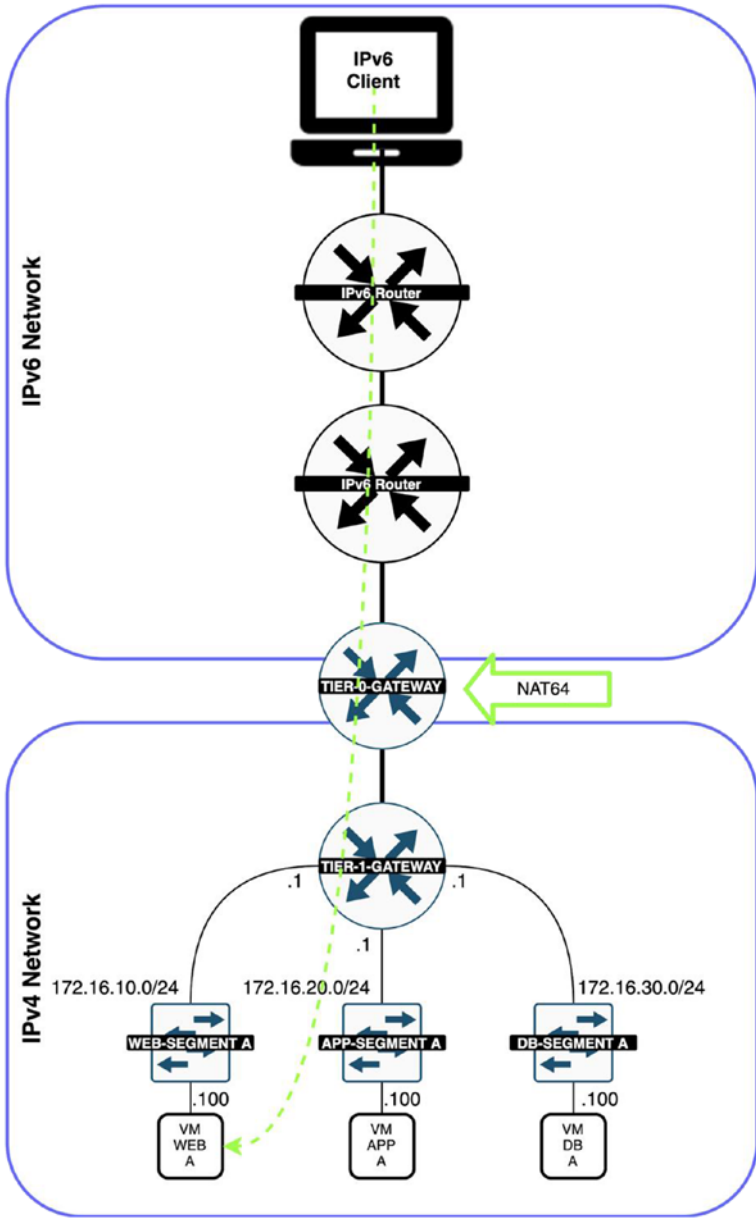 IPv6
Client
IPv6 Network
IPv6 Router
IPv6 Router
TIER-0-GATEWAY
NAT64
IPv4 Network
TIER-1-GATEWAY
.1
.1
.1
172.16.10.0/24
172.16.20.0/24
172.16.30.0/24
WEB-SEGMENT A
APP-SEGMENT A
DB-SEGMENT A
.100
.100
.100
VM
WEB
A
VM
APP
A
VM
DB
A